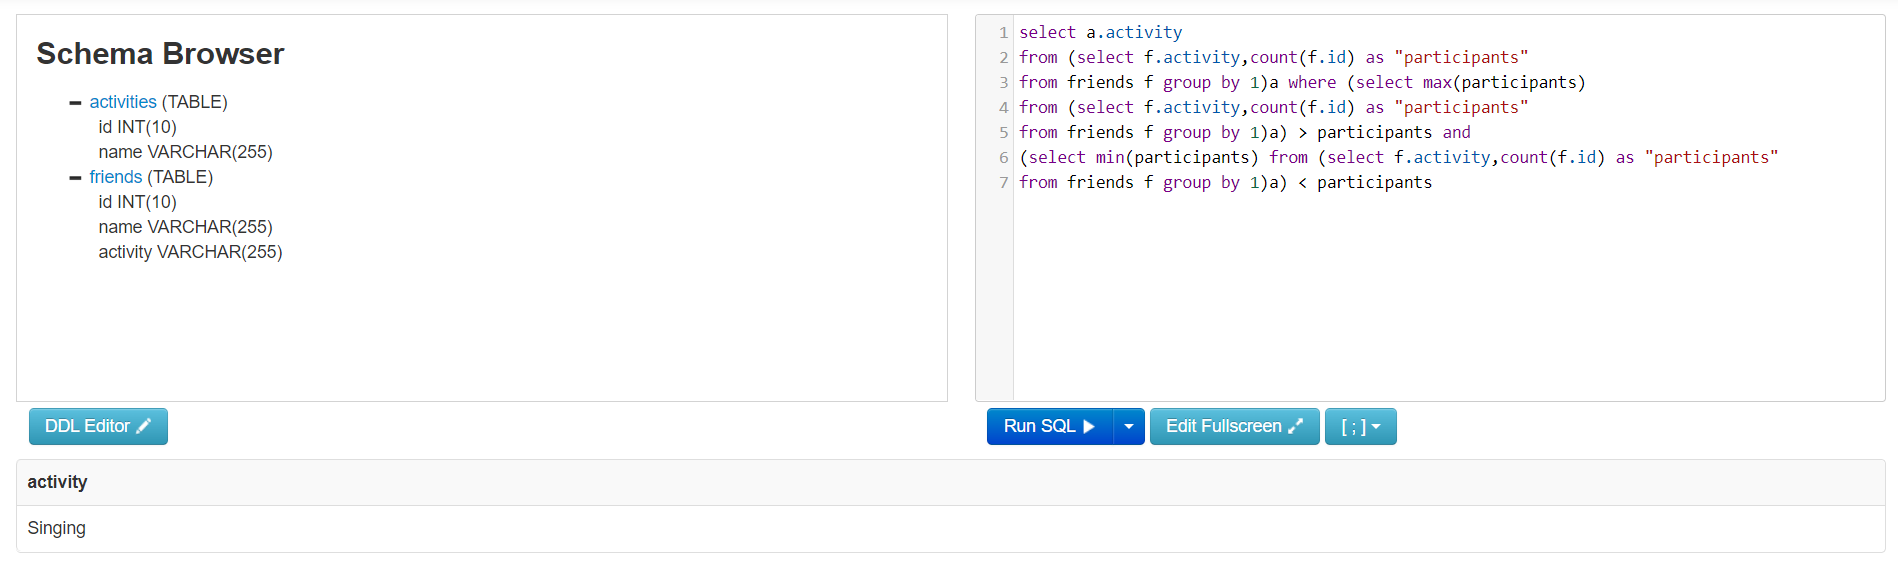 Schema Browser
activities (TABLE)
id INT(10)
name VARCHAR(255)
friends (TABLE)
id INT(10)
name VARCHAR(255)
activity VARCHAR(255)
DDL Editor
1 select a.activity
2 from (select f.activity,count(f.id) as "participants"
3 from friends f group by 1)a where (select max(participants)
4 from (select f.activity,count(f.id) as "participants"
5 from friends f group by 1)a) > participants and
6 (select min(participants) from (select f.activity,count(f.id) as "participants"
7 from friends f group by 1)a) < participants
Run SQL
Edit Fullscreen
[ ; ]
activity
Singing